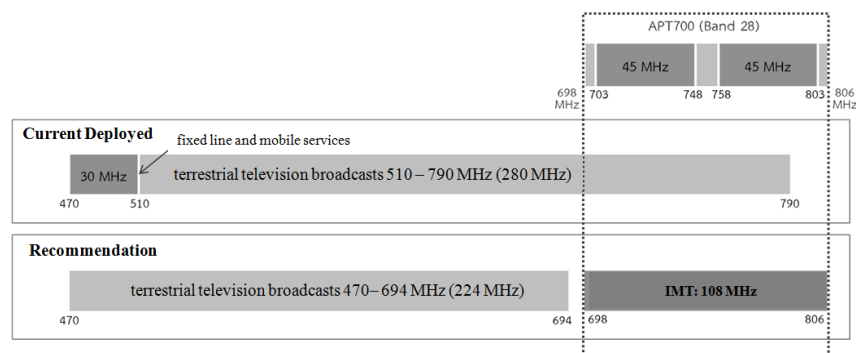 APT700 (Band 28)
45 MHz 45 MHz
698 MHz 703 748 758 803 806 MHz
Current Deployed
fixed line and mobile services
30 MHz terrestrial television broadcasts 510 – 790 MHz (280 MHz)
470 510 790
Recommendation
terrestrial television broadcasts 470– 694 MHz (224 MHz) IMT: 108 MHz
470 694 698 806